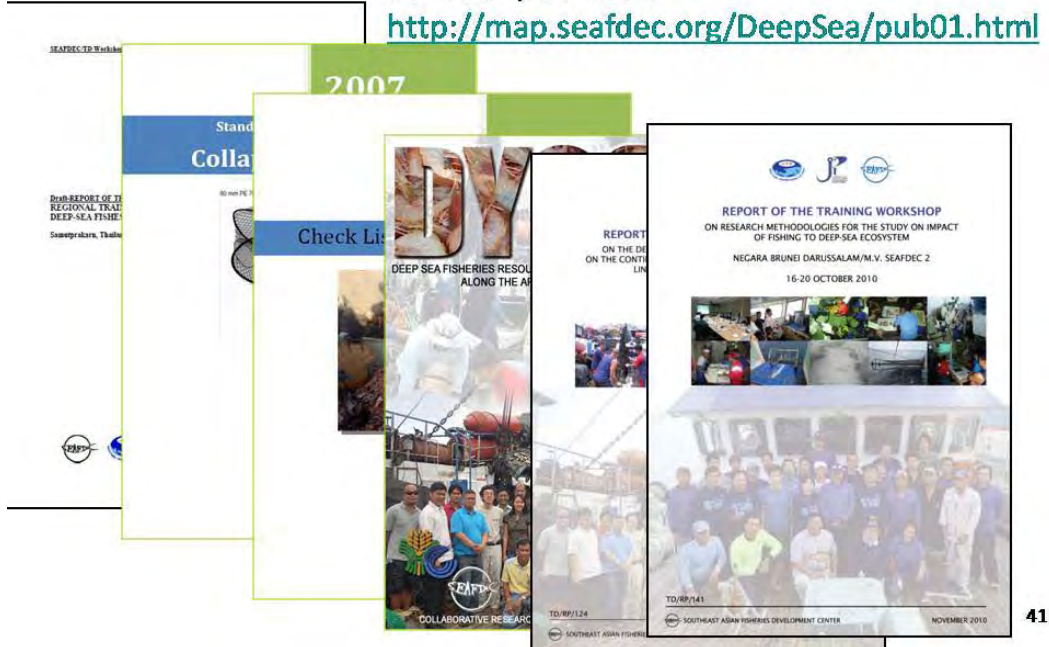 http://map.seafdec.org/DeepSea/pub01.html
SEAFDEC/TD Worksho
Draft-REPORT OF TH
REGIONAL TRAI
DEEP-SEA FISHE
Samutprakarn, Thaila
2007
Stand
Colla
Check Lis
DEEP SEA FISHERIES RESOU
ALONG THE AR
SEAFDEC
COLLABORATIVE RESEARC
REPORT
ON THE DE
ON THE CONTI
LIN
TD/RP/124
SOUTHEAST ASIAN FISHERIE
REPORT OF THE TRAINING WORKSHOP
ON RESEARCH METHODOLOGIES FOR THE STUDY ON IMPACT
OF FISHING TO DEEP-SEA ECOSYSTEM
NEGARA BRUNEI DARUSSALAM/M.V. SEAFDEC 2
16-20 OCTOBER 2010
TD/RP/141
SOUTHEAST ASIAN FISHERIES DEVELOPMENT CENTER
NOVEMBER 2010
41